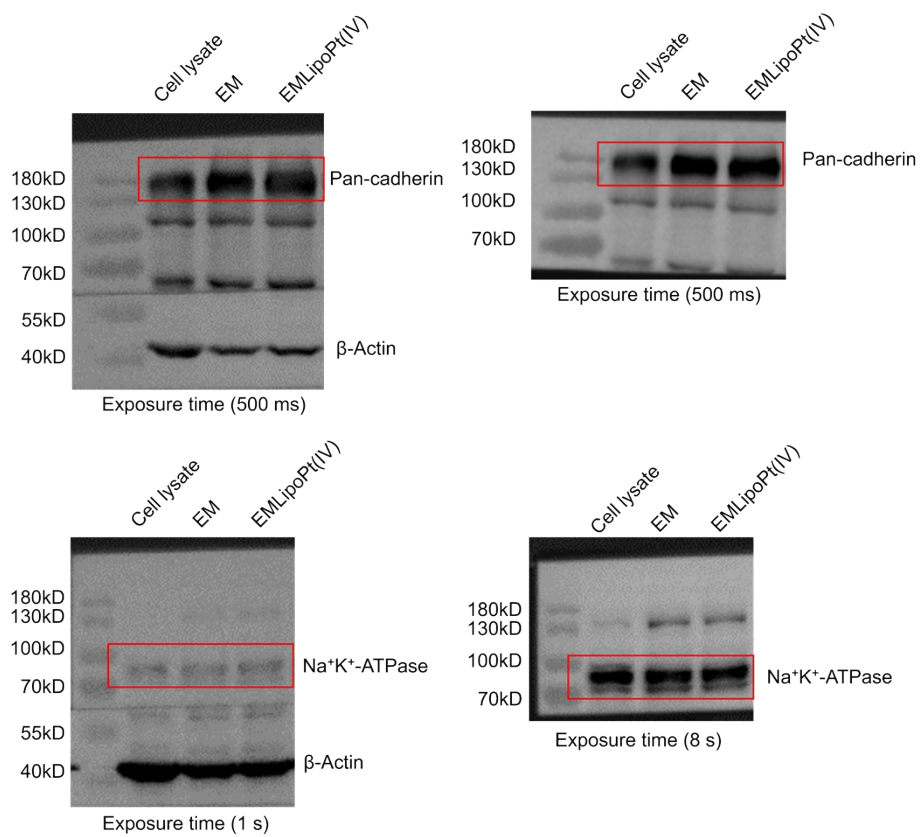 Cell lysate
EM
EMLipoPt(IV)
180kD
130kD
100kD
70kD
55kD
40kD
Pan-cadherin
β-Actin
Exposure time (500 ms)
Cell lysate
EM
EMLipoPt(IV)
180kD
130kD
100kD
70kD
Pan-cadherin
Exposure time (500 ms)
Cell lysate
EM
EMLipoPt(IV)
180kD
130kD
100kD
70kD
55kD
40kD
Na⁺K⁺-ATPase
β-Actin
Exposure time (1 s)
Cell lysate
EM
EMLipoPt(IV)
180kD
130kD
100kD
70kD
Na⁺K⁺-ATPase
Exposure time (8 s)